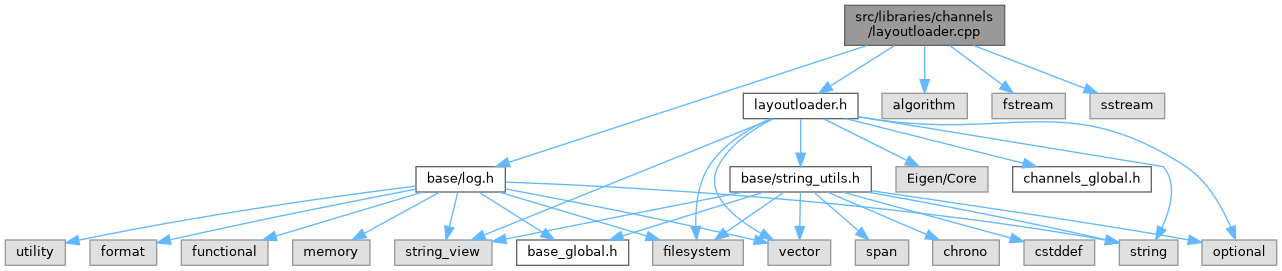 src/libraries/channels
/layoutloader.cpp
layoutloader.h
algorithm
fstream
sstream
base/log.h
base/string_utils.h
Eigen/Core
channels_global.h
utility
format
functional
memory
string_view
base_global.h
filesystem
vector
span
chrono
cstddef
string
optional